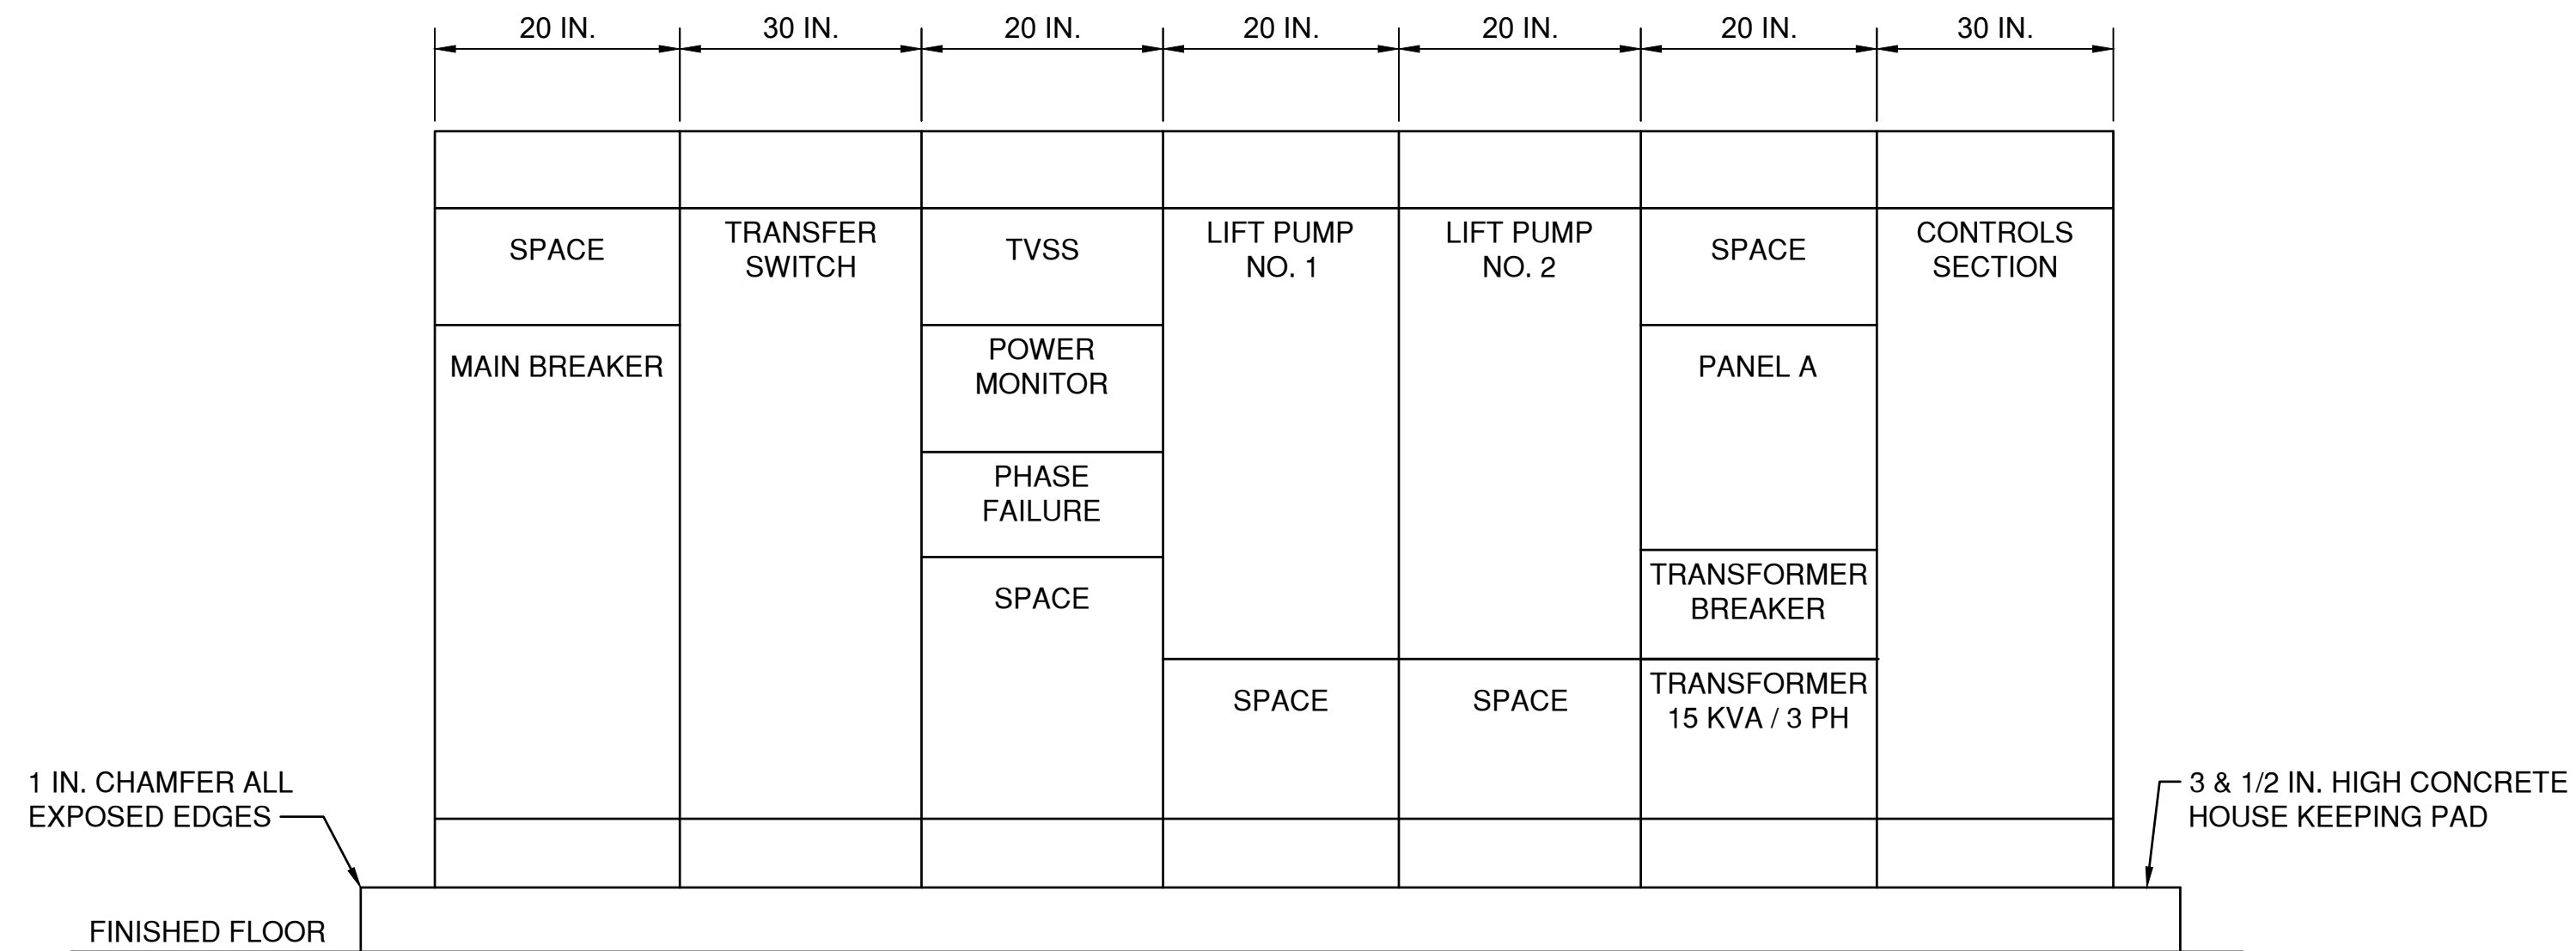 20 IN.
30 IN.
20 IN.
20 IN.
20 IN.
20 IN.
30 IN.
SPACE
MAIN BREAKER
TRANSFER
SWITCH
TVSS
POWER
MONITOR
PHASE
FAILURE
SPACE
LIFT PUMP
NO. 1
SPACE
LIFT PUMP
NO. 2
SPACE
SPACE
PANEL A
TRANSFORMER
BREAKER
TRANSFORMER
15 KVA / 3 PH
CONTROLS
SECTION
1 IN. CHAMFER ALL
EXPOSED EDGES
3 & 1/2 IN. HIGH CONCRETE
HOUSE KEEPING PAD
FINISHED FLOOR